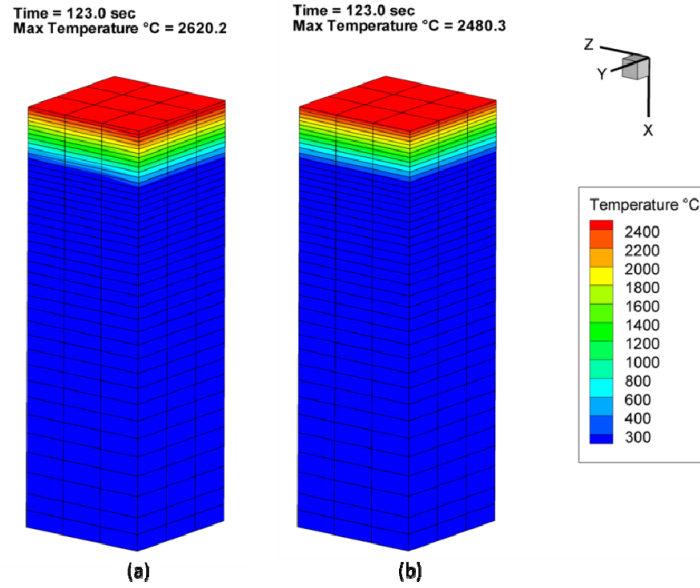 Time = 123.0 sec
Max Temperature °C = 2620.2
Time = 123.0 sec
Max Temperature °C = 2480.3
Z
Y
X
Temperature °C
2400
2200
2000
1800
1600
1400
1200
1000
800
600
400
300
(a)
(b)